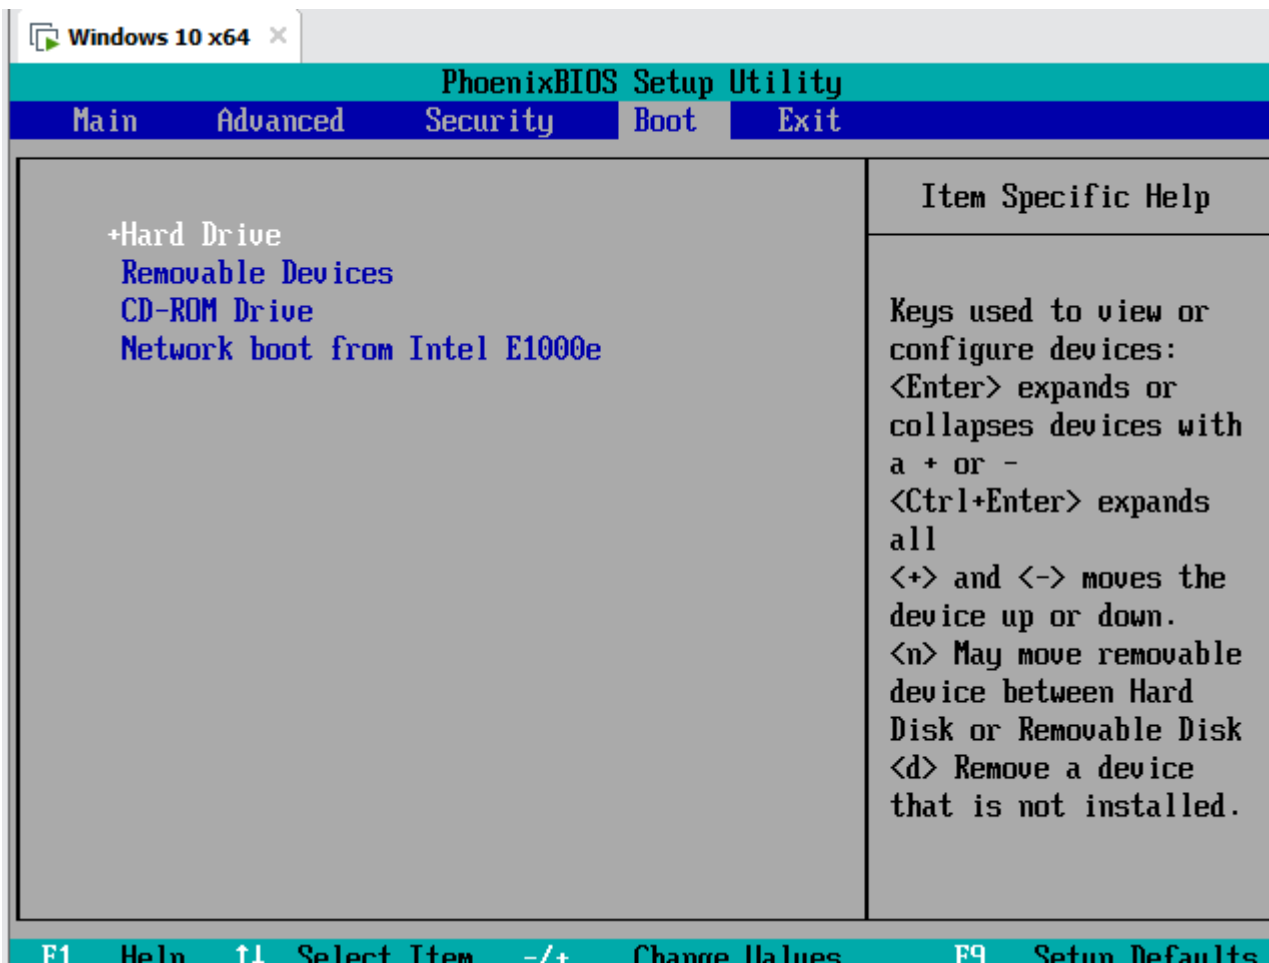 Windows 10 x64
PhoenixBIOS Setup Utility
Main Advanced Security Boot Exit
+Hard Drive
Removable Devices
CD-ROM Drive
Network boot from Intel E1000e
Item Specific Help
Keys used to view or
configure devices:
<Enter> expands or
collapses devices with
a + or -
<Ctrl+Enter> expands
all
<+> and <-> moves the
device up or down.
<n> May move removable
device between Hard
Disk or Removable Disk
<d> Remove a device
that is not installed.
F1 Help ↑↓ Select Item -/+ Change Values F9 Setup Defaults